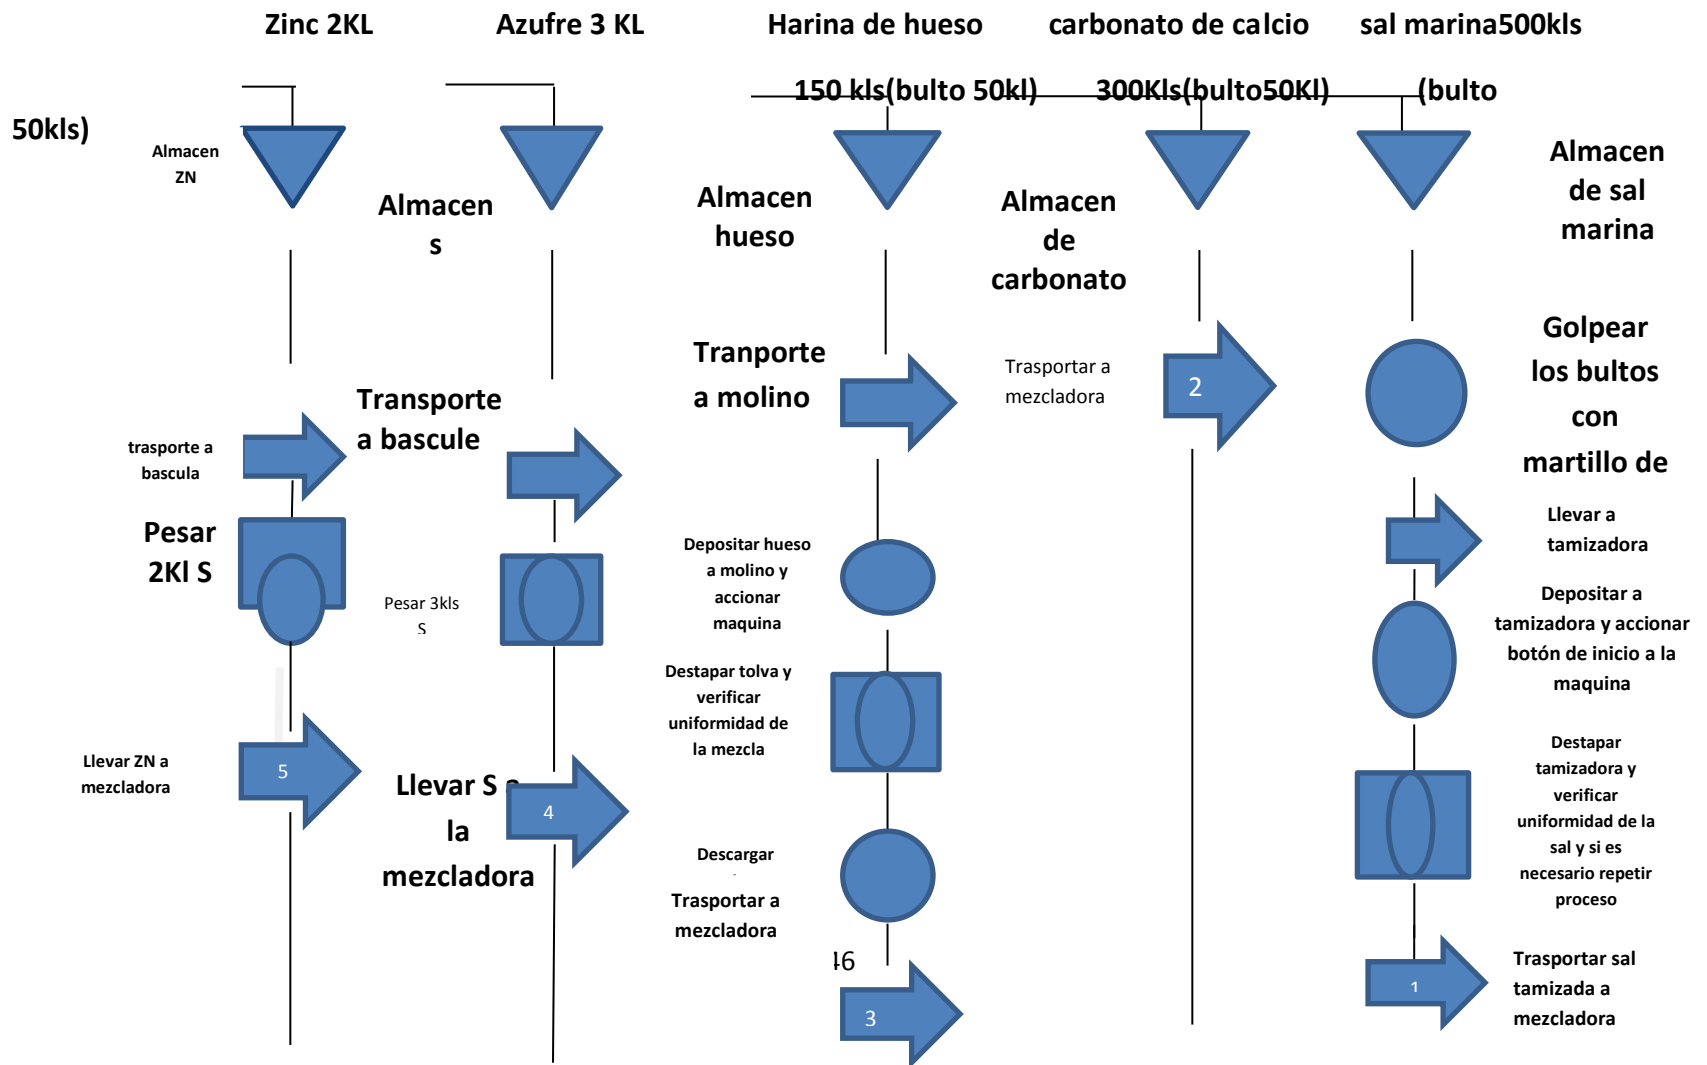 Zinc 2KL
Azufre 3 KL
Harina de hueso
carbonato de calcio
sal marina500kls
150 kls(bulto 50kl)
300Kls(bulto50Kl)
(bulto
50kls)
Almacen
ZN
Almacen
s
Almacen
hueso
Almacen
de
carbonato
Almacen
de sal
marina
trasporte a
bascula
Transporte
a bascule
Tranporte
a molino
Trasportar a
mezcladora
2
Golpear
los bultos
con
martillo de
Pesar
2Kl S
Pesar 3kls
S
Depositar hueso
a molino y
accionar
maquina
Llevar a
tamizadora
Depositar a
tamizadora y accionar
botón de inicio a la
maquina
Destapar tolva y
verificar
uniformidad de
la mezcla
Llevar ZN a
mezcladora
5
Llevar S a
la
mezcladora
4
Destapar
tamizadora y
verificar
uniformidad de la
sal y si es
necesario repetir
proceso
Descargar
Trasportar a
mezcladora
46
3
1
Trasportar sal
tamizada a
mezcladora